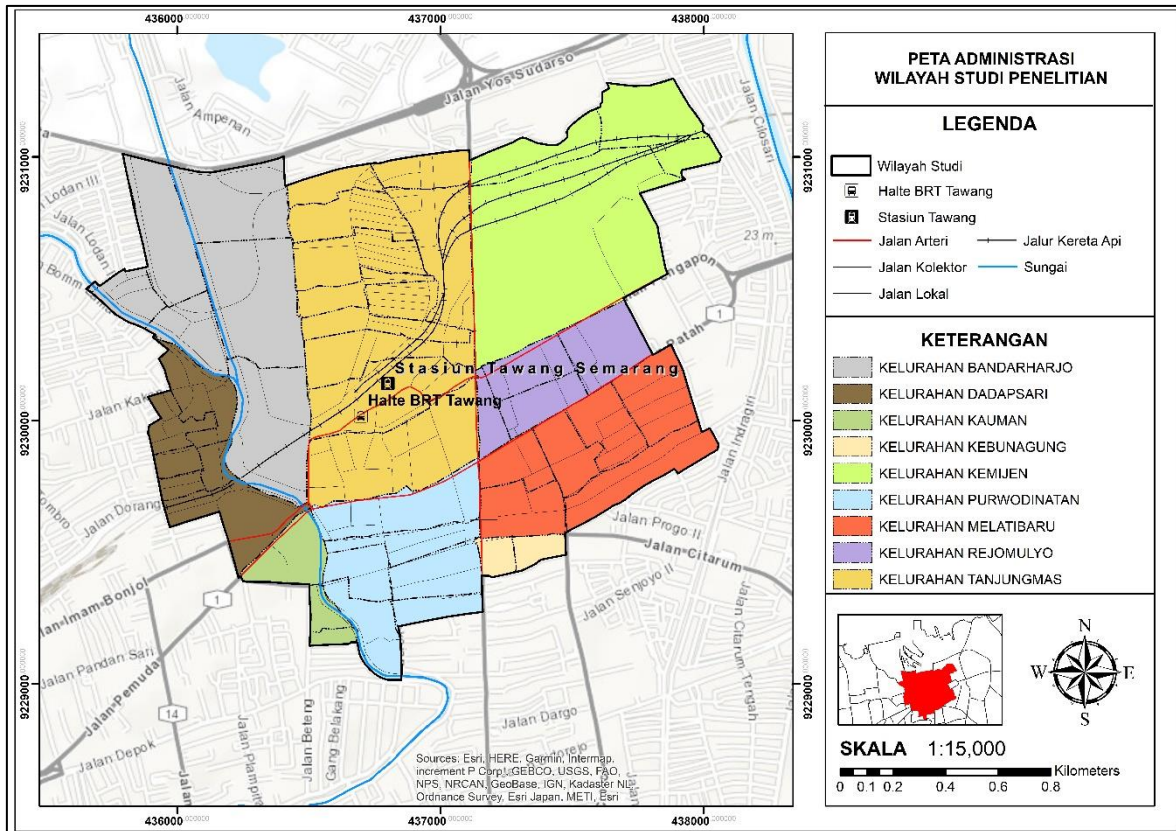 436000
437000
438000
9231000
9230000
9229000
9231000
9230000
9229000
Jalan Yos Sudarso
Jalan Ampenan
Jalan Cilosari
Lodan III
Jalan Lodan
23 m
1
Patah
Stasiun Tawang Semarang
Halte BRT Tawang
Jalan Indragiri
Jalan Progo II
Jalan Citarum
Jalan Senjoyo II
Jalan Citarum Tengah
Jalan Dorang
1
Jalan Imam Bonjol
Jalan Pandan Sari
Jalan Pemuda
14
Jalan Depok
Jalan Plampitan
Jalan Beteng
Gang Belakang
Jalan Dargo
Sources: Esri, HERE, Garmin, Intermap,
increment P Corp., GEBCO, USGS, FAO,
NPS, NRCAN, GeoBase, IGN, Kadaster NL,
Ordnance Survey, Esri Japan, METI, Esri
PETA ADMINISTRASI
WILAYAH STUDI PENELITIAN
LEGENDA
Wilayah Studi
Halte BRT Tawang
Stasiun Tawang
Jalan Arteri
Jalur Kereta Api
Jalan Kolektor
Sungai
Jalan Lokal
KETERANGAN
KELURAHAN BANDARHARJO
KELURAHAN DADAPSARI
KELURAHAN KAUMAN
KELURAHAN KEBUNAGUNG
KELURAHAN KEMIJEN
KELURAHAN PURWODINATAN
KELURAHAN MELATIBARU
KELURAHAN REJOMULYO
KELURAHAN TANJUNGMAS
N
W
E
S
SKALA 1:15,000
Kilometers
0 0.1 0.2 0.4 0.6 0.8